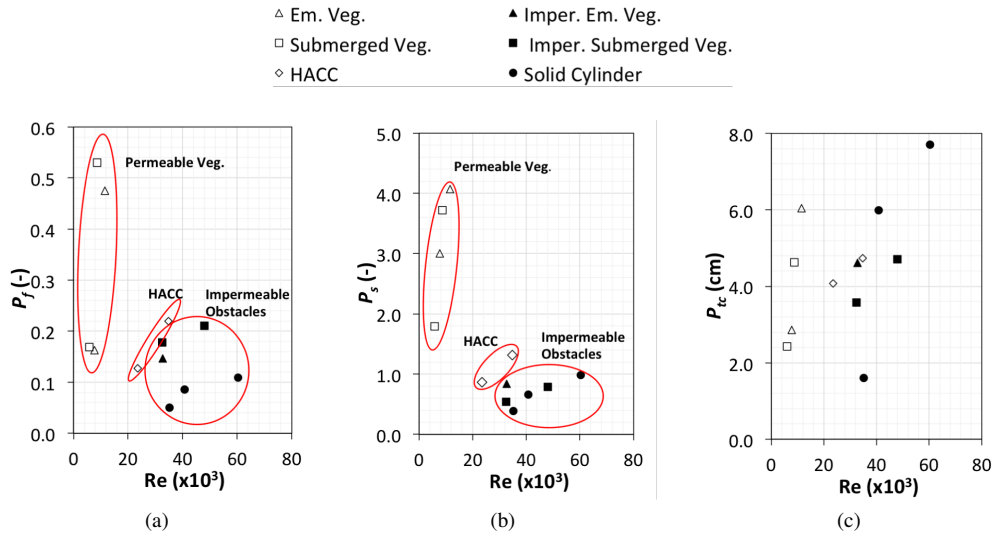 Em. Veg.
Imper. Em. Veg.
Submerged Veg.
Imper. Submerged Veg.
HACC
Solid Cylinder
0.6
0.5
0.4
0.3
0.2
0.1
0.0
0 20 40 60 80
Pf (-)
Re (x10³)
Permeable Veg.
HACC
Impermeable
Obstacles
(a)
5.0
4.0
3.0
2.0
1.0
0.0
0 20 40 60 80
Ps (-)
Re (x10³)
Permeable Veg.
HACC
Impermeable
Obstacles
(b)
8.0
6.0
4.0
2.0
0.0
0 20 40 60 80
Ptc (cm)
Re (x10³)
(c)